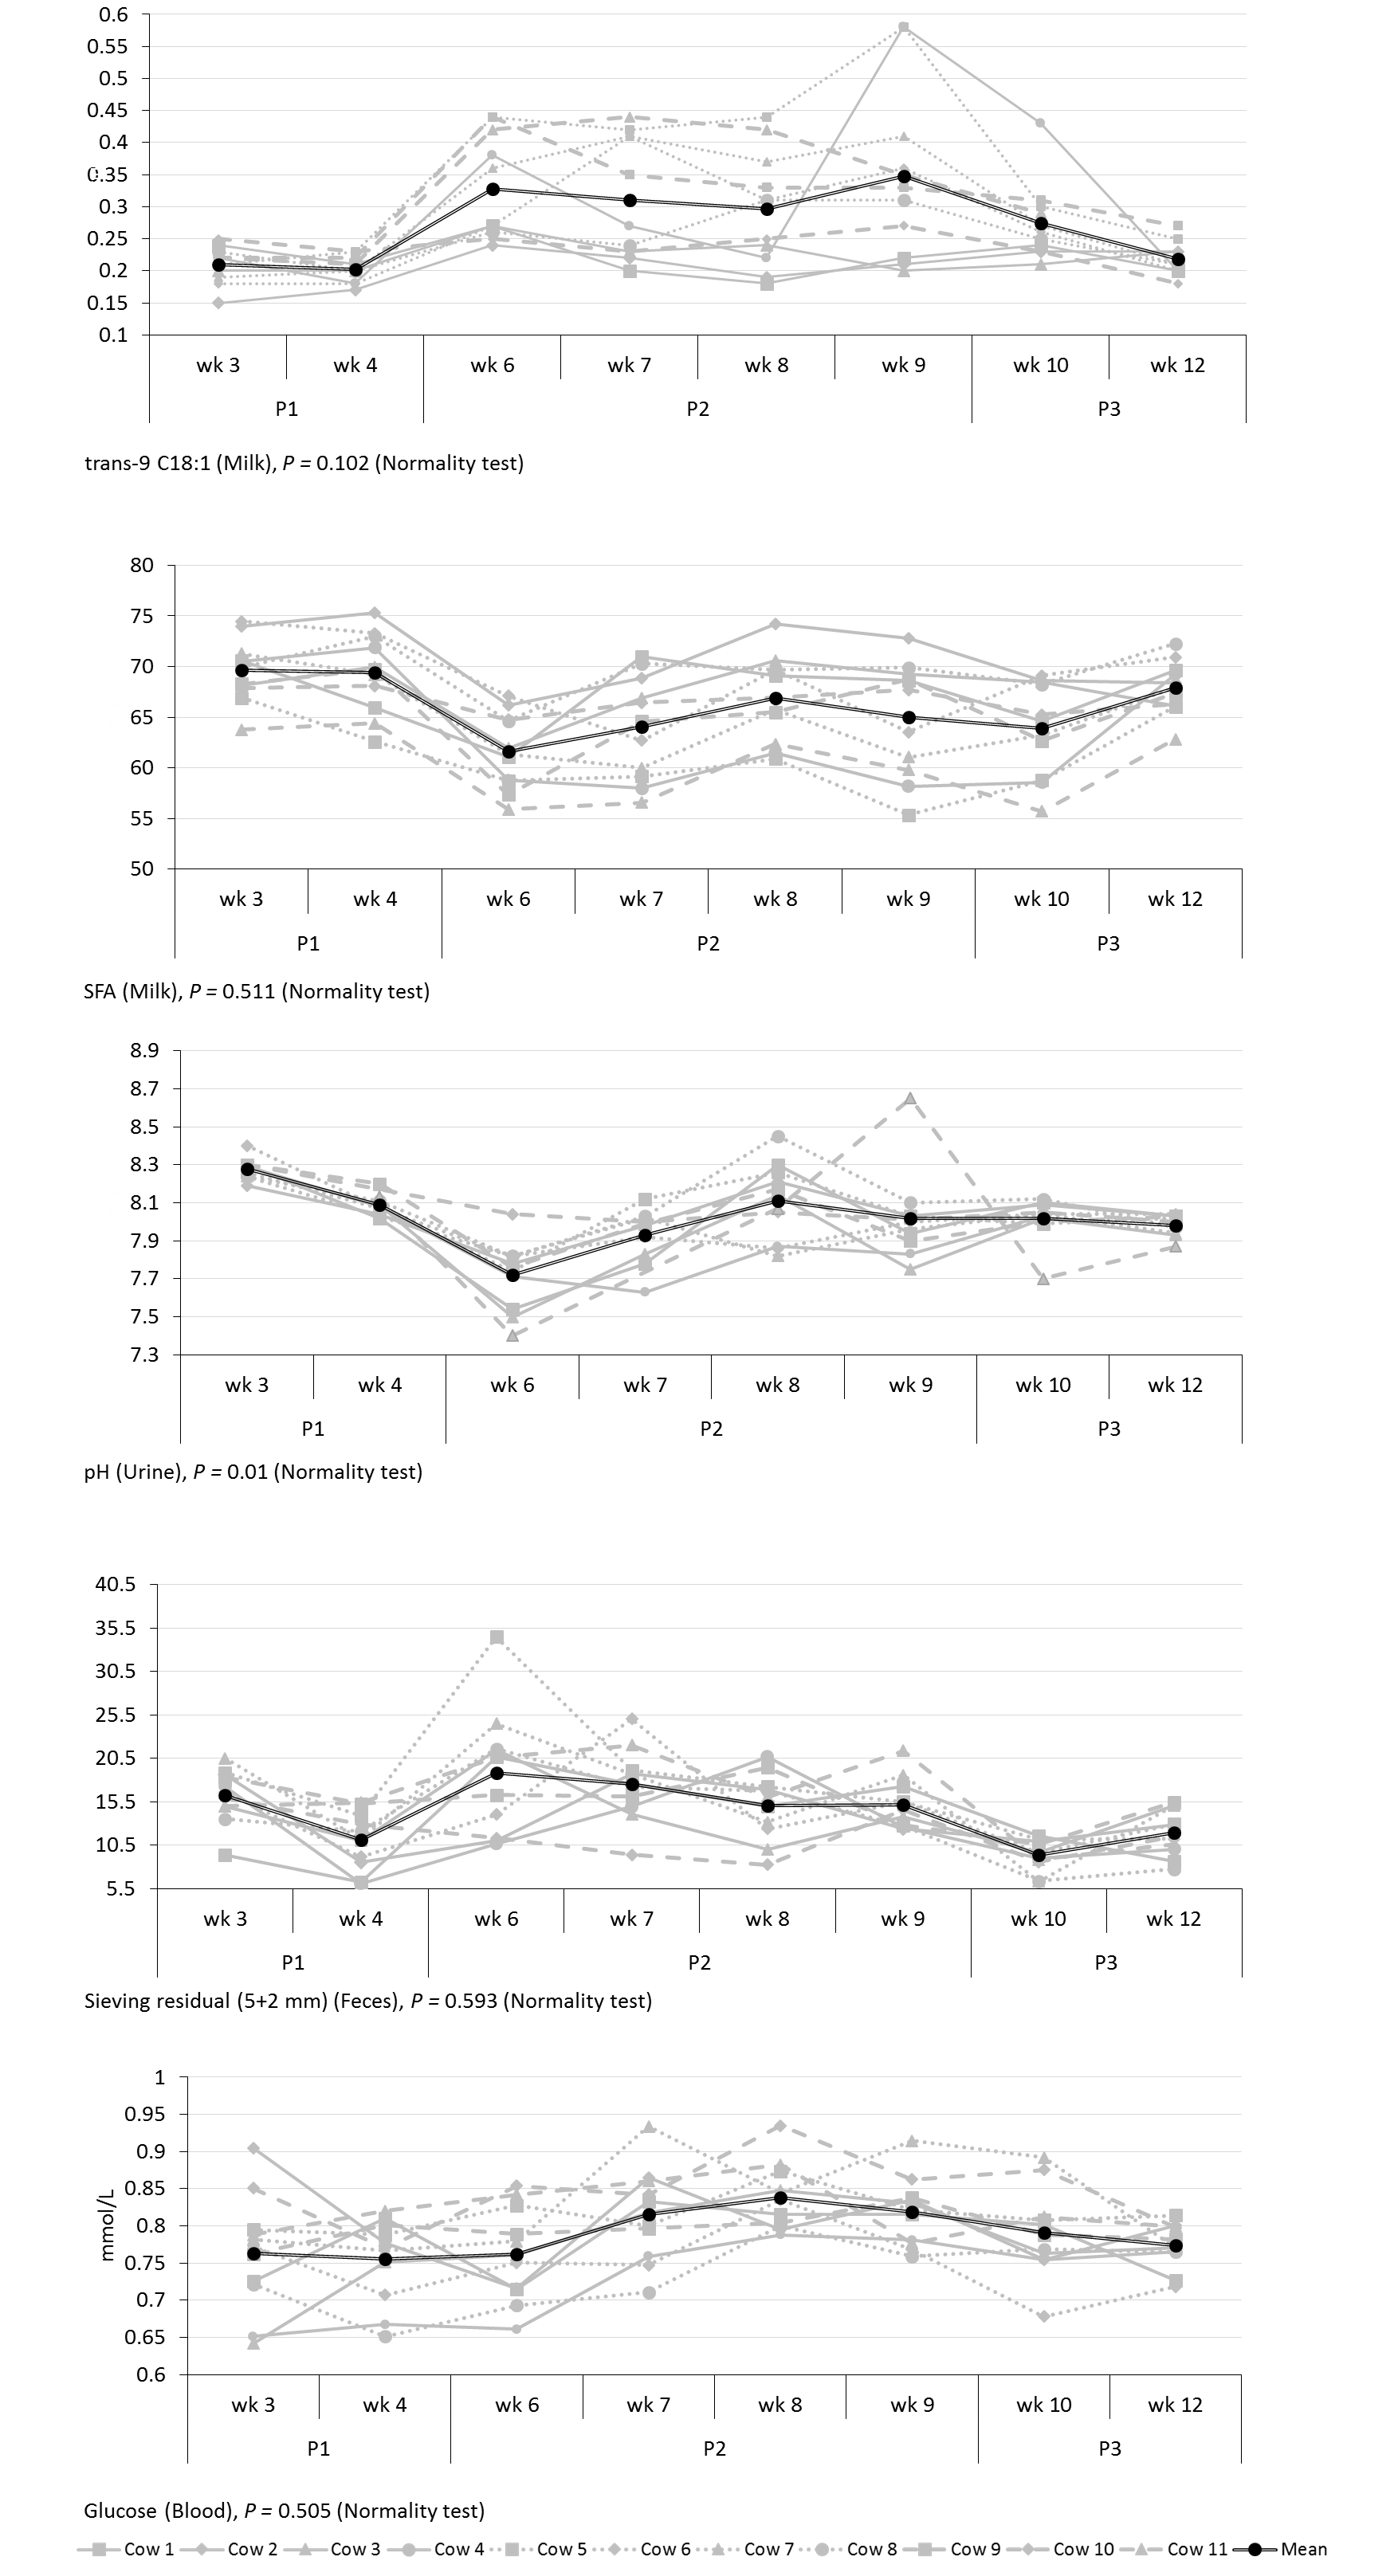 0.6
0.55
0.5
0.45
0.4
0.35
0.3
0.25
0.2
0.15
0.1
wk 3 wk 4 wk 6 wk 7 wk 8 wk 9 wk 10 wk 12
P1 P2 P3
trans-9 C18:1 (Milk), P = 0.102 (Normality test)
80
75
70
65
60
55
50
wk 3 wk 4 wk 6 wk 7 wk 8 wk 9 wk 10 wk 12
P1 P2 P3
SFA (Milk), P = 0.511 (Normality test)
8.9
8.7
8.5
8.3
8.1
7.9
7.7
7.5
7.3
wk 3 wk 4 wk 6 wk 7 wk 8 wk 9 wk 10 wk 12
P1 P2 P3
pH (Urine), P = 0.01 (Normality test)
40.5
35.5
30.5
25.5
20.5
15.5
10.5
5.5
wk 3 wk 4 wk 6 wk 7 wk 8 wk 9 wk 10 wk 12
P1 P2 P3
Sieving residual (5+2 mm) (Feces), P = 0.593 (Normality test)
mmol/L
1
0.95
0.9
0.85
0.8
0.75
0.7
0.65
0.6
wk 3 wk 4 wk 6 wk 7 wk 8 wk 9 wk 10 wk 12
P1 P2 P3
Glucose (Blood), P = 0.505 (Normality test)
Cow 1 Cow 2 Cow 3 Cow 4 Cow 5 Cow 6 Cow 7 Cow 8 Cow 9 Cow 10 Cow 11 Mean